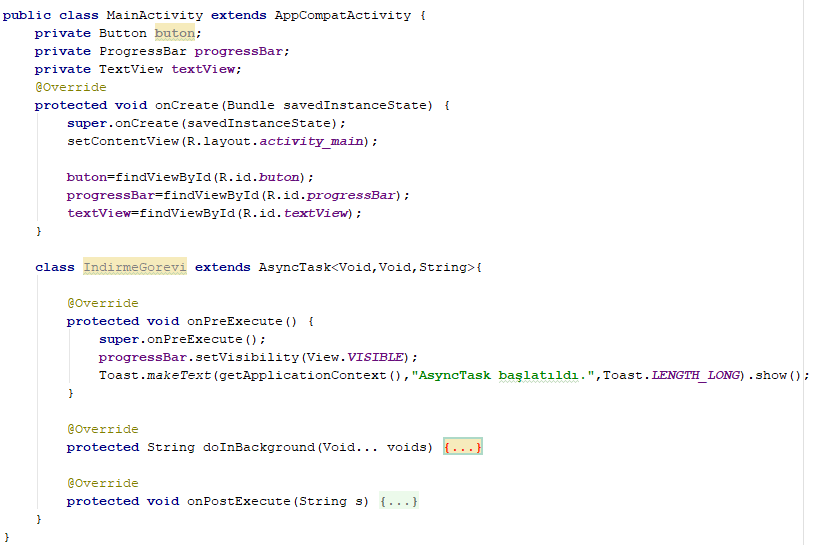 public class MainActivity extends AppCompatActivity {
private Button buton;
private ProgressBar progressBar;
private TextView textView;
@Override
protected void onCreate(Bundle savedInstanceState) {
super.onCreate(savedInstanceState);
setContentView(R.layout.activity_main);
buton=findViewById(R.id.buton);
progressBar=findViewById(R.id.progressBar);
textView=findViewById(R.id.textView);
}
class IndirmeGorevi extends AsyncTask<Void,Void,String>{
@Override
protected void onPreExecute() {
super.onPreExecute();
progressBar.setVisibility(View.VISIBLE);
Toast.makeText(getApplicationContext(),"AsyncTask başlatıldı.",Toast.LENGTH_LONG).show();
}
@Override
protected String doInBackground(Void... voids) {...}
@Override
protected void onPostExecute(String s) {...}
}
}